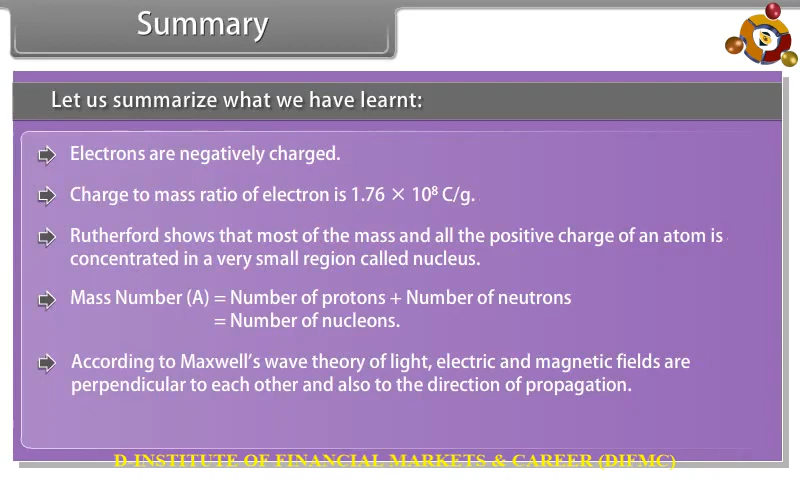 Summary
Let us summarize what we have learnt:
Electrons are negatively charged.
Charge to mass ratio of electron is 1.76 × 10⁸ C/g.
Rutherford shows that most of the mass and all the positive charge of an atom is
concentrated in a very small region called nucleus.
Mass Number (A) = Number of protons + Number of neutrons
= Number of nucleons.
According to Maxwell's wave theory of light, electric and magnetic fields are
perpendicular to each other and also to the direction of propagation.
D-INSTITUTE OF FINANCIAL MARKETS & CAREER (DIFMC)